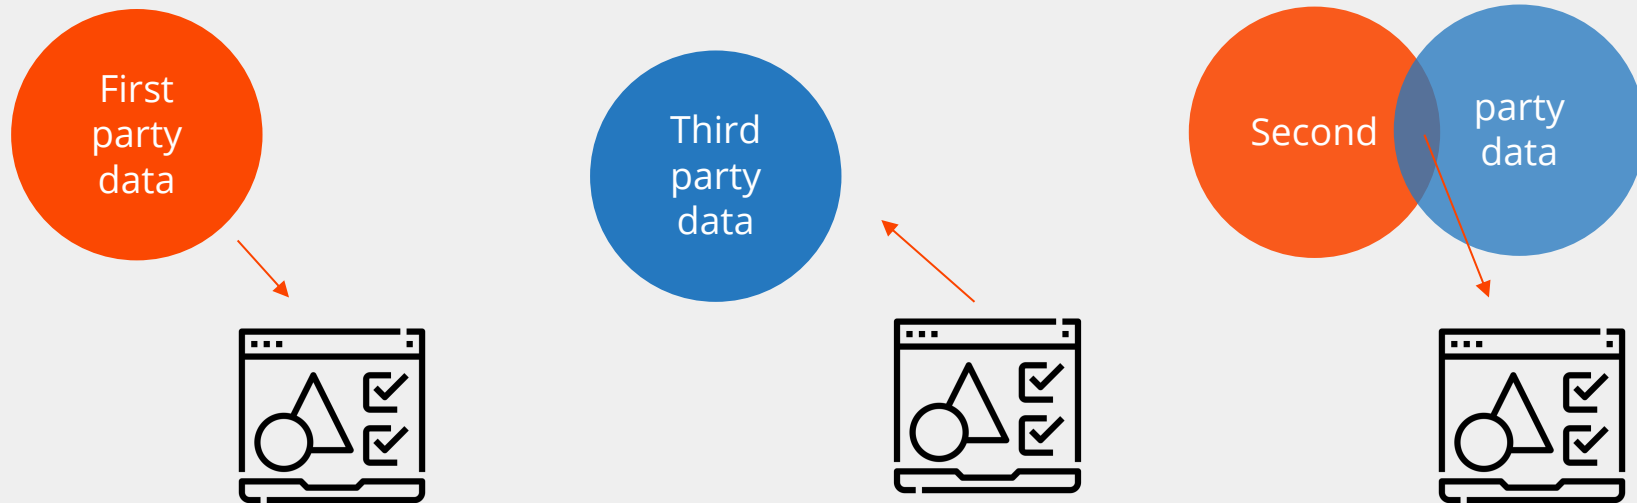 First
party
data
Third
party
data
Second
party
data